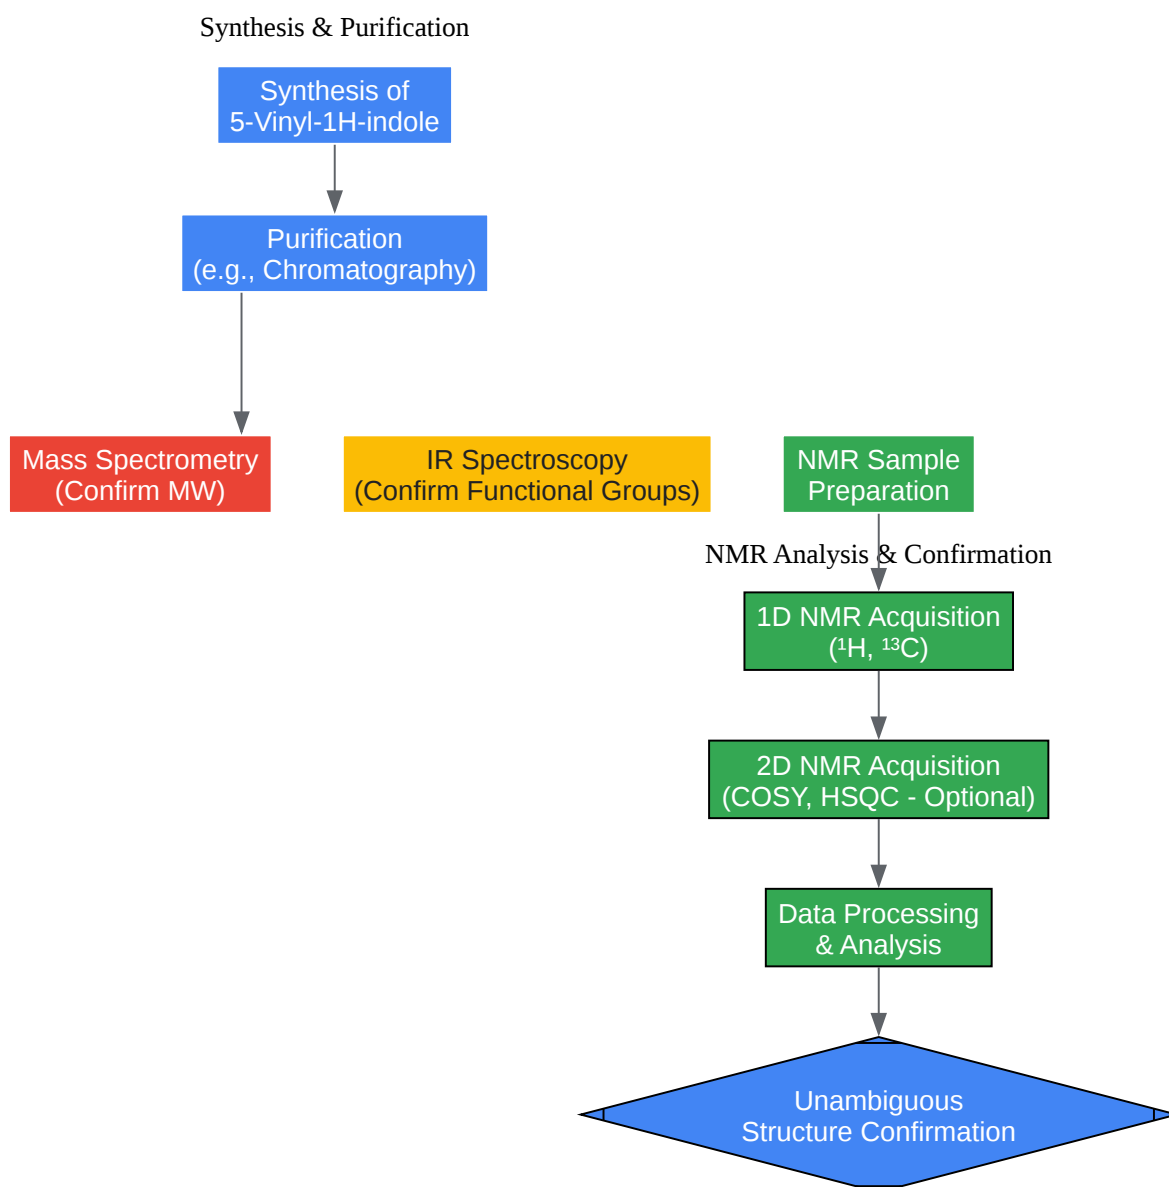 Synthesis & Purification
Synthesis of
5-Vinyl-1H-indole
Purification
(e.g., Chromatography)
Mass Spectrometry
(Confirm MW)
IR Spectroscopy
(Confirm Functional Groups)
NMR Sample
Preparation
NMR Analysis & Confirmation
1D NMR Acquisition
(¹H, ¹³C)
2D NMR Acquisition
(COSY, HSQC - Optional)
Data Processing
& Analysis
Unambiguous
Structure Confirmation